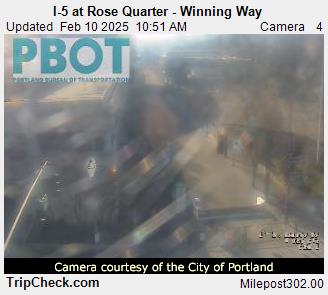 I-5 at Rose Quarter - Winning Way
Updated Feb 10 2025 10:51 AM Camera 4
PBOT
PORTLAND BUREAU OF TRANSPORTATION
Camera courtesy of the City of Portland
TripCheck.com Milepost302.00